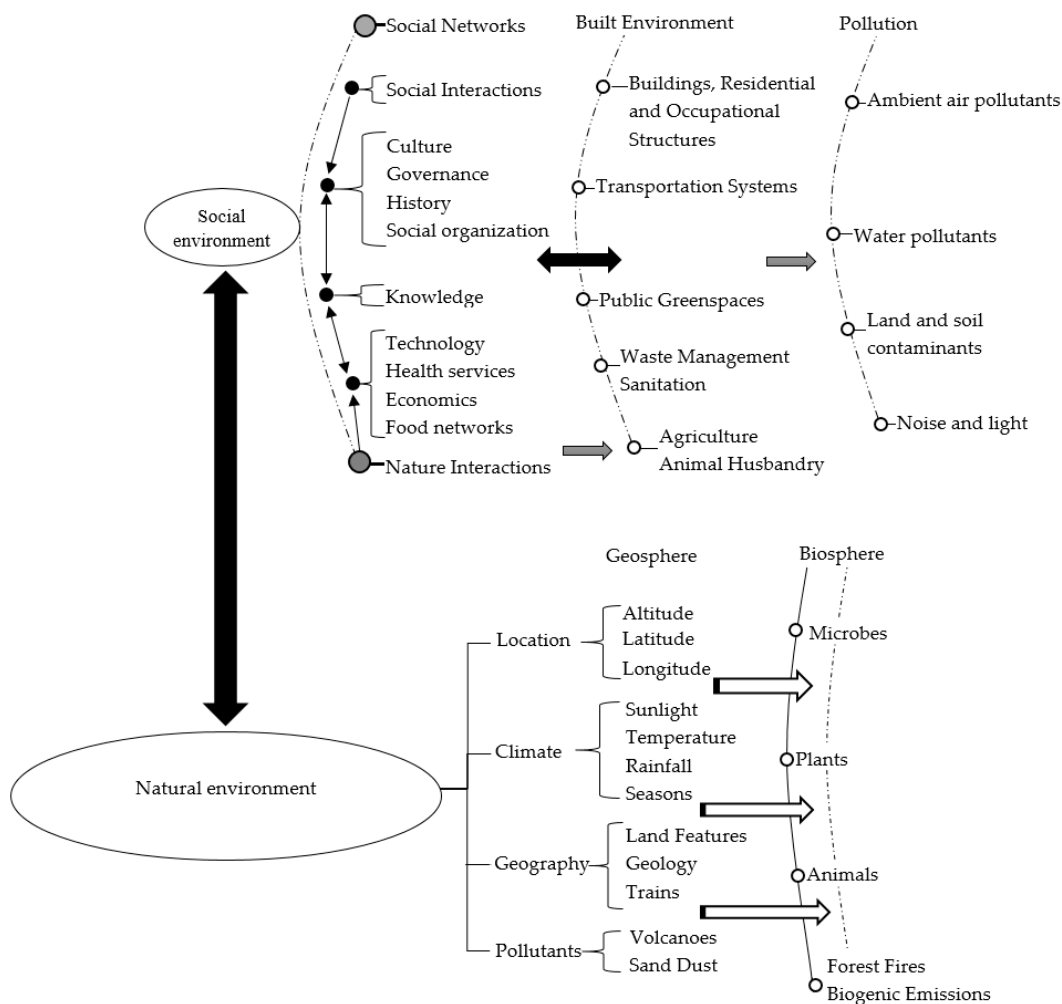 Social Networks
Social Interactions
Culture
Governance
History
Social organization
Social
environment
Knowledge
Technology
Health services
Economics
Food networks
Nature Interactions
Built Environment
Buildings, Residential
and Occupational
Structures
Transportation Systems
Public Greenspaces
Waste Management
Sanitation
Agriculture
Animal Husbandry
Pollution
Ambient air pollutants
Water pollutants
Land and soil
contaminants
Noise and light
Natural environment
Geosphere
Location
Altitude
Latitude
Longitude
Climate
Sunlight
Temperature
Rainfall
Seasons
Geography
Land Features
Geology
Trains
Pollutants
Volcanoes
Sand Dust
Biosphere
Microbes
Plants
Animals
Forest Fires
Biogenic Emissions